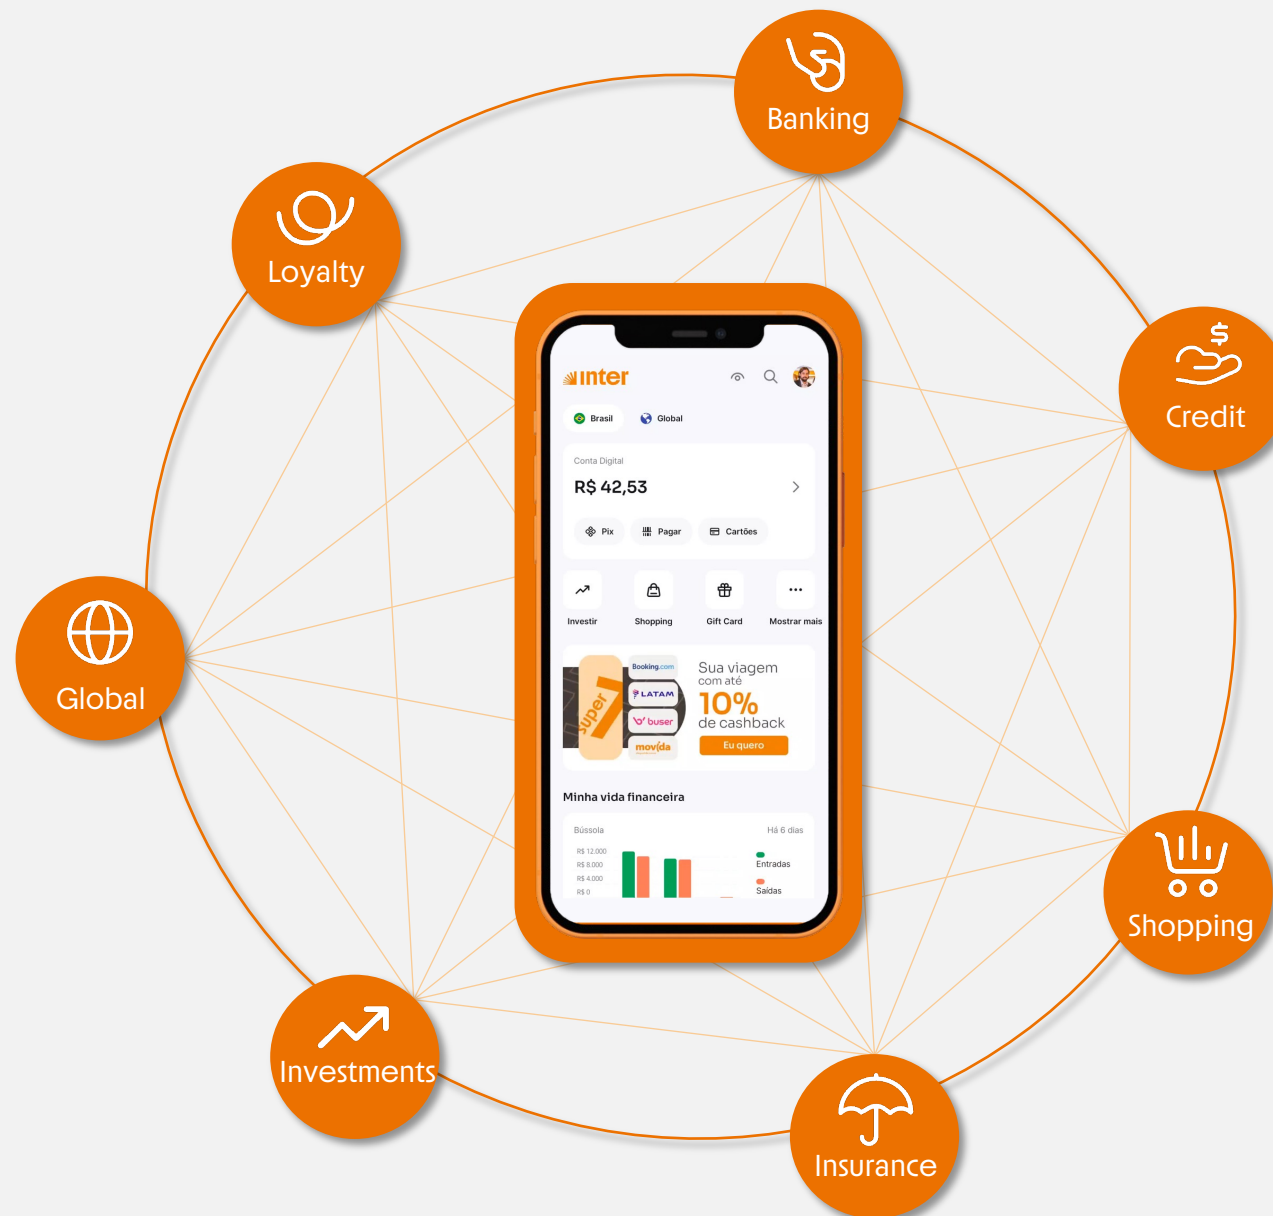 Banking
Loyalty
Credit
Global
Shopping
Investments
Insurance
inter
Brasil
Global
Conta Digital
R$ 42,53
Pix
Pagar
Cartões
Investir
Shopping
Gift Card
Mostrar mais
super
Booking.com
LATAM
buser
movida
Sua viagem
com até
10%
de cashback
Eu quero
Minha vida financeira
Bússola
Há 6 dias
R$ 12.000
R$ 8.000
R$ 4.000
R$ 0
Entradas
Saídas